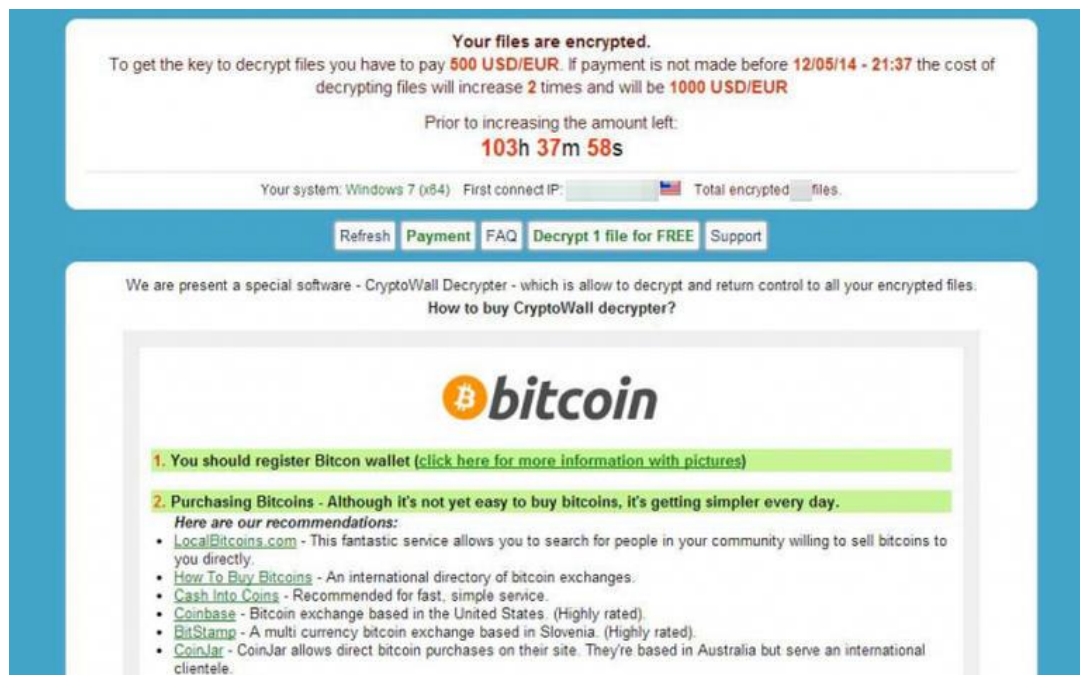 Your files are encrypted.
To get the key to decrypt files you have to pay 500 USD/EUR. If payment is not made before 12/05/14 - 21:37 the cost of
decrypting files will increase 2 times and will be 1000 USD/EUR
Prior to increasing the amount left:
103h 37m 58s
Your system: Windows 7 (x64) First connect IP: Total encrypted files.
Refresh Payment FAQ Decrypt 1 file for FREE Support
We are present a special software - CryptoWall Decrypter - which is allow to decrypt and return control to all your encrypted files.
How to buy CryptoWall decrypter?
bitcoin
1. You should register Bitcon wallet (click here for more information with pictures)
2. Purchasing Bitcoins - Although it's not yet easy to buy bitcoins, it's getting simpler every day.
Here are our recommendations:
• LocalBitcoins.com - This fantastic service allows you to search for people in your community willing to sell bitcoins to
you directly.
• How To Buy Bitcoins - An international directory of bitcoin exchanges.
• Cash Into Coins - Recommended for fast, simple service.
• Coinbase - Bitcoin exchange based in the United States. (Highly rated).
• BitStamp - A multi currency bitcoin exchange based in Slovenia. (Highly rated).
• CoinJar - CoinJar allows direct bitcoin purchases on their site. They're based in Australia but serve an international
clientele.